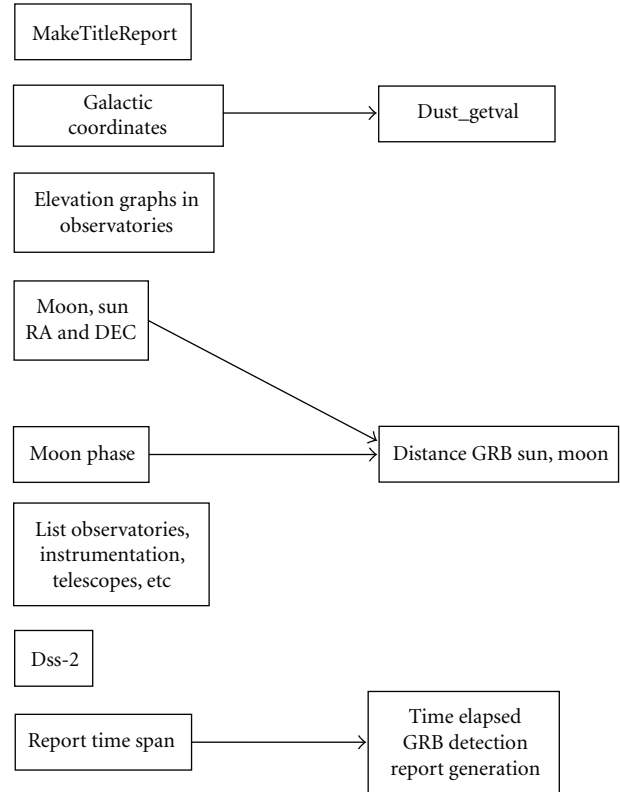 MakeTitleReport
Galactic
coordinates
Dust_getval
Elevation graphs in
observatories
Moon, sun
RA and DEC
Moon phase
Distance GRB sun, moon
List observatories,
instrumentation,
telescopes, etc
Dss-2
Report time span
Time elapsed
GRB detection
report generation